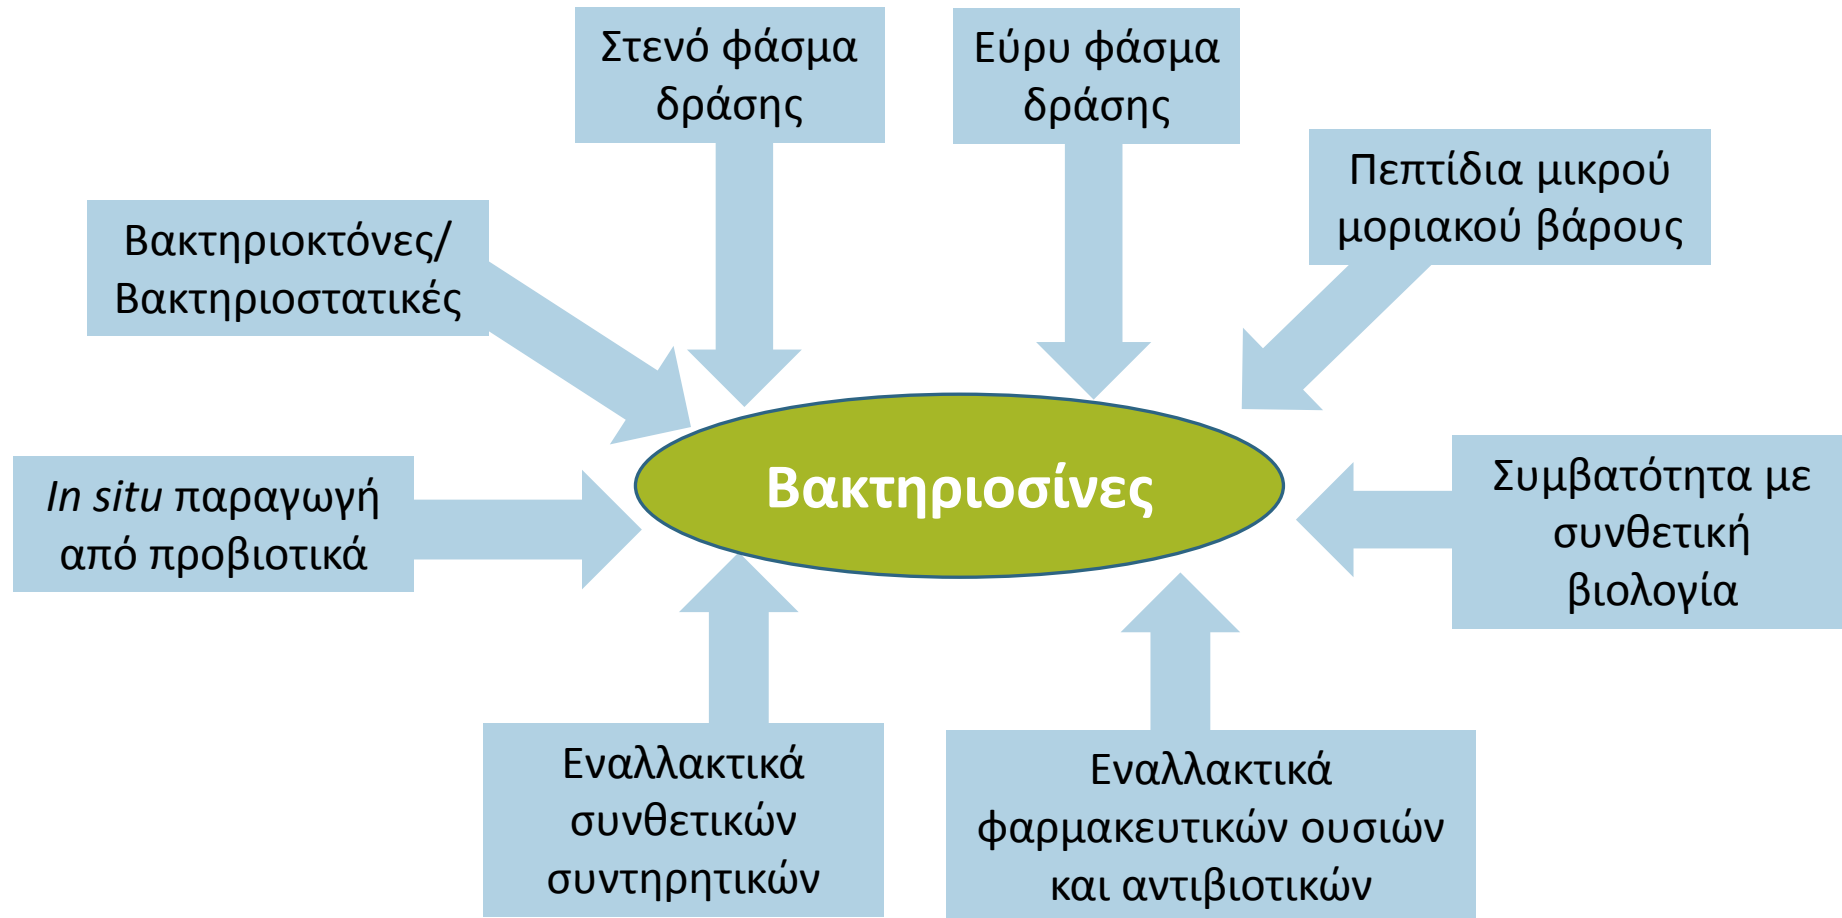 Στενό φάσμα
δράσης
Εύρυ φάσμα
δράσης
Πεπτίδια μικρού
μοριακού βάρους
Βακτηριοκτόνες/
Βακτηριοστατικές
Βακτηριοσίνες
In situ παραγωγή
από προβιοτικά
Συμβατότητα με
συνθετική
βιολογία
Εναλλακτικά
συνθετικών
συντηρητικών
Εναλλακτικά
φαρμακευτικών ουσιών
και αντιβιοτικών